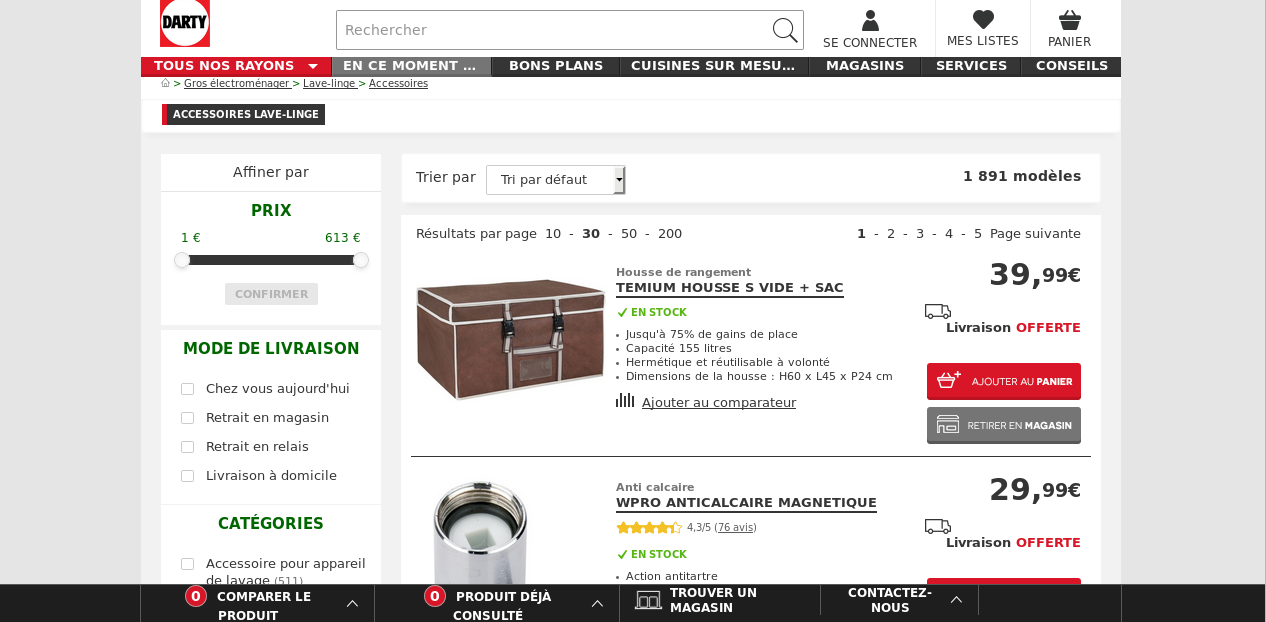 DARTY
Rechercher
SE CONNECTER
MES LISTES
PANIER
TOUS NOS RAYONS
EN CE MOMENT ...
BONS PLANS
CUISINES SUR MESU...
MAGASINS
SERVICES
CONSEILS
> Gros électroménager > Lave-linge > Accessoires
ACCESSOIRES LAVE-LINGE
Affiner par
PRIX
1 € 613 €
CONFIRMER
MODE DE LIVRAISON
Chez vous aujourd'hui
Retrait en magasin
Retrait en relais
Livraison à domicile
CATÉGORIES
Accessoire pour appareil
de lavage (511)
Trier par Tri par défaut
1 891 modèles
Résultats par page 10 - 30 - 50 - 200
1 - 2 - 3 - 4 - 5 Page suivante
Housse de rangement
TEMIUM HOUSSE S VIDE + SAC
EN STOCK
Jusqu'à 75% de gains de place
Capacité 155 litres
Hermétique et réutilisable à volonté
Dimensions de la housse : H60 x L45 x P24 cm
Ajouter au comparateur
39,99€
Livraison OFFERTE
AJOUTER AU PANIER
RETIRER EN MAGASIN
Anti calcaire
WPRO ANTICALCAIRE MAGNETIQUE
4,3/5 (76 avis)
EN STOCK
Action antitartre
29,99€
Livraison OFFERTE
0 COMPARER LE
PRODUIT
0 PRODUIT DÉJÀ
CONSULTÉ
TROUVER UN
MAGASIN
CONTACTEZ-
NOUS